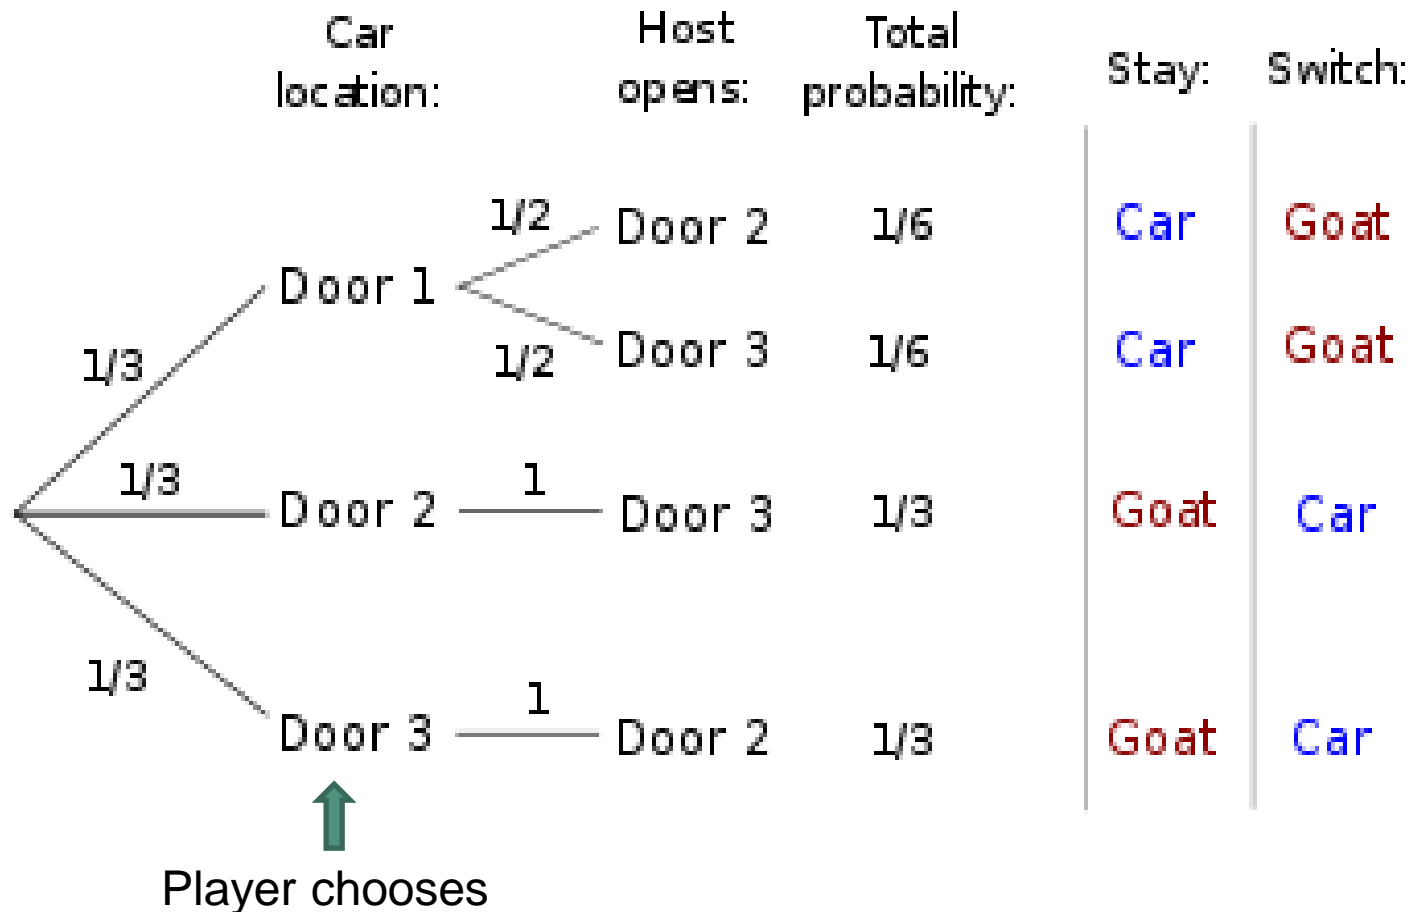 Car location: Host opens: Total probability: Stay: Switch:
1/3 Door 1 1/2 Door 2 1/6 Car Goat
1/2 Door 3 1/6 Car Goat
1/3 Door 2 1 Door 3 1/3 Goat Car
1/3 Door 3 1 Door 2 1/3 Goat Car
Player chooses